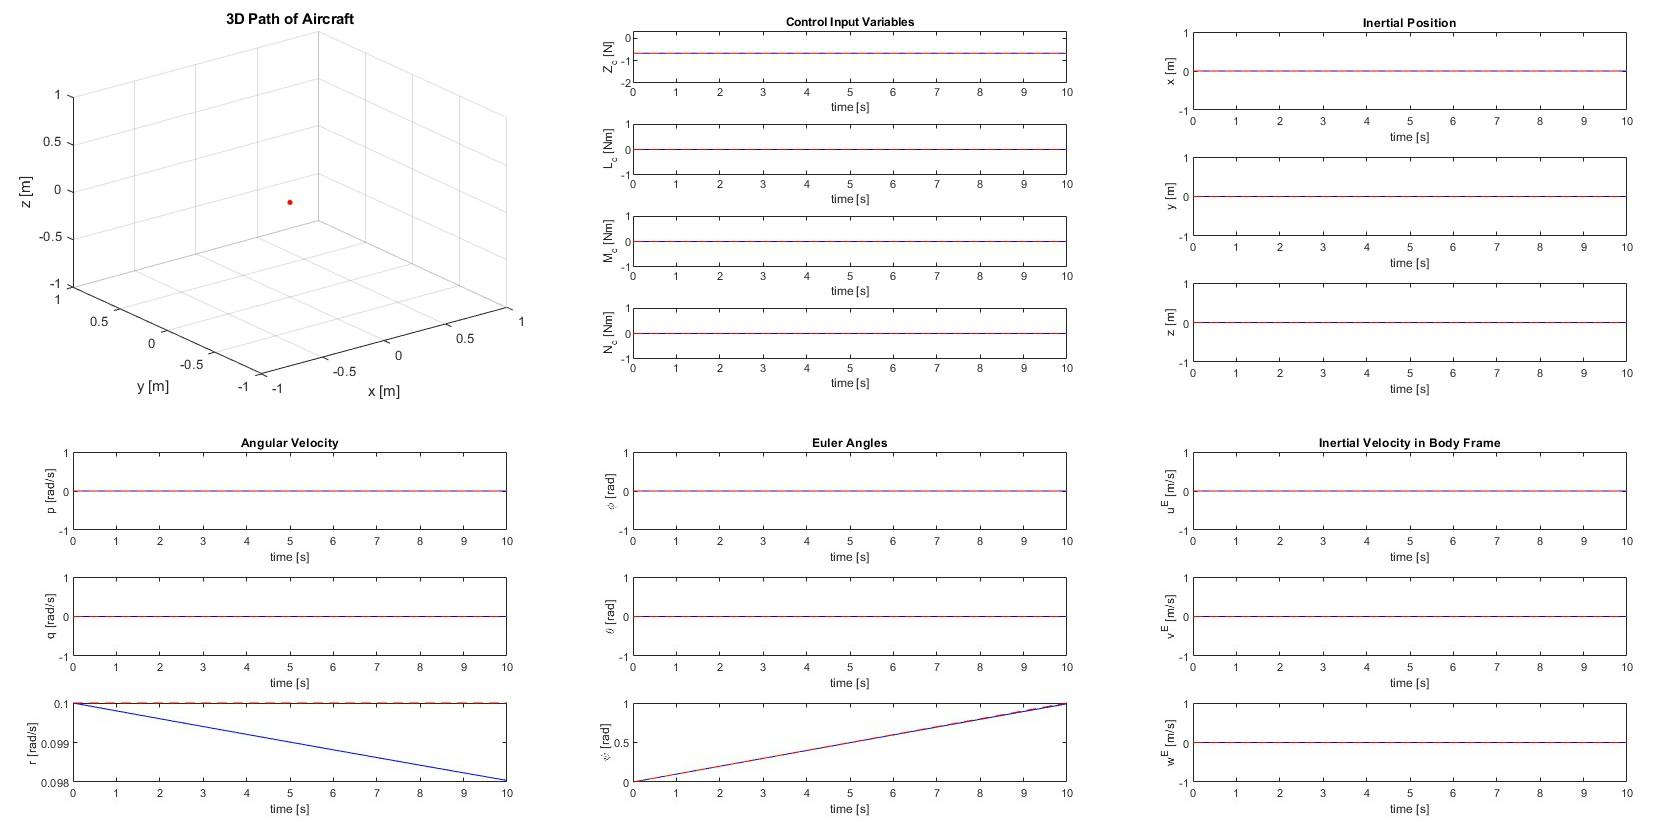 3D Path of Aircraft
1
0.5
0
-0.5
-1
z [m]
1
0.5
0
-0.5
-1
y [m]
-1
-0.5
0
0.5
1
x [m]
Control Input Variables
0
-1
-2
Zc [N]
0 1 2 3 4 5 6 7 8 9 10
time [s]
1
0
-1
Lc [Nm]
0 1 2 3 4 5 6 7 8 9 10
time [s]
1
0
-1
Mc [Nm]
0 1 2 3 4 5 6 7 8 9 10
time [s]
1
0
-1
Nc [Nm]
0 1 2 3 4 5 6 7 8 9 10
time [s]
Inertial Position
1
0
-1
x [m]
0 1 2 3 4 5 6 7 8 9 10
time [s]
1
0
-1
y [m]
0 1 2 3 4 5 6 7 8 9 10
time [s]
1
0
-1
z [m]
0 1 2 3 4 5 6 7 8 9 10
time [s]
Angular Velocity
1
0
-1
p [rad/s]
0 1 2 3 4 5 6 7 8 9 10
time [s]
1
0
-1
q [rad/s]
0 1 2 3 4 5 6 7 8 9 10
time [s]
0.1
0.099
0.098
r [rad/s]
0 1 2 3 4 5 6 7 8 9 10
time [s]
Euler Angles
1
0
-1
ϕ [rad]
0 1 2 3 4 5 6 7 8 9 10
time [s]
1
0
-1
θ [rad]
0 1 2 3 4 5 6 7 8 9 10
time [s]
1
0.5
0
ψ [rad]
0 1 2 3 4 5 6 7 8 9 10
time [s]
Inertial Velocity in Body Frame
1
0
-1
u^E [m/s]
0 1 2 3 4 5 6 7 8 9 10
time [s]
1
0
-1
v^E [m/s]
0 1 2 3 4 5 6 7 8 9 10
time [s]
1
0
-1
w^E [m/s]
0 1 2 3 4 5 6 7 8 9 10
time [s]